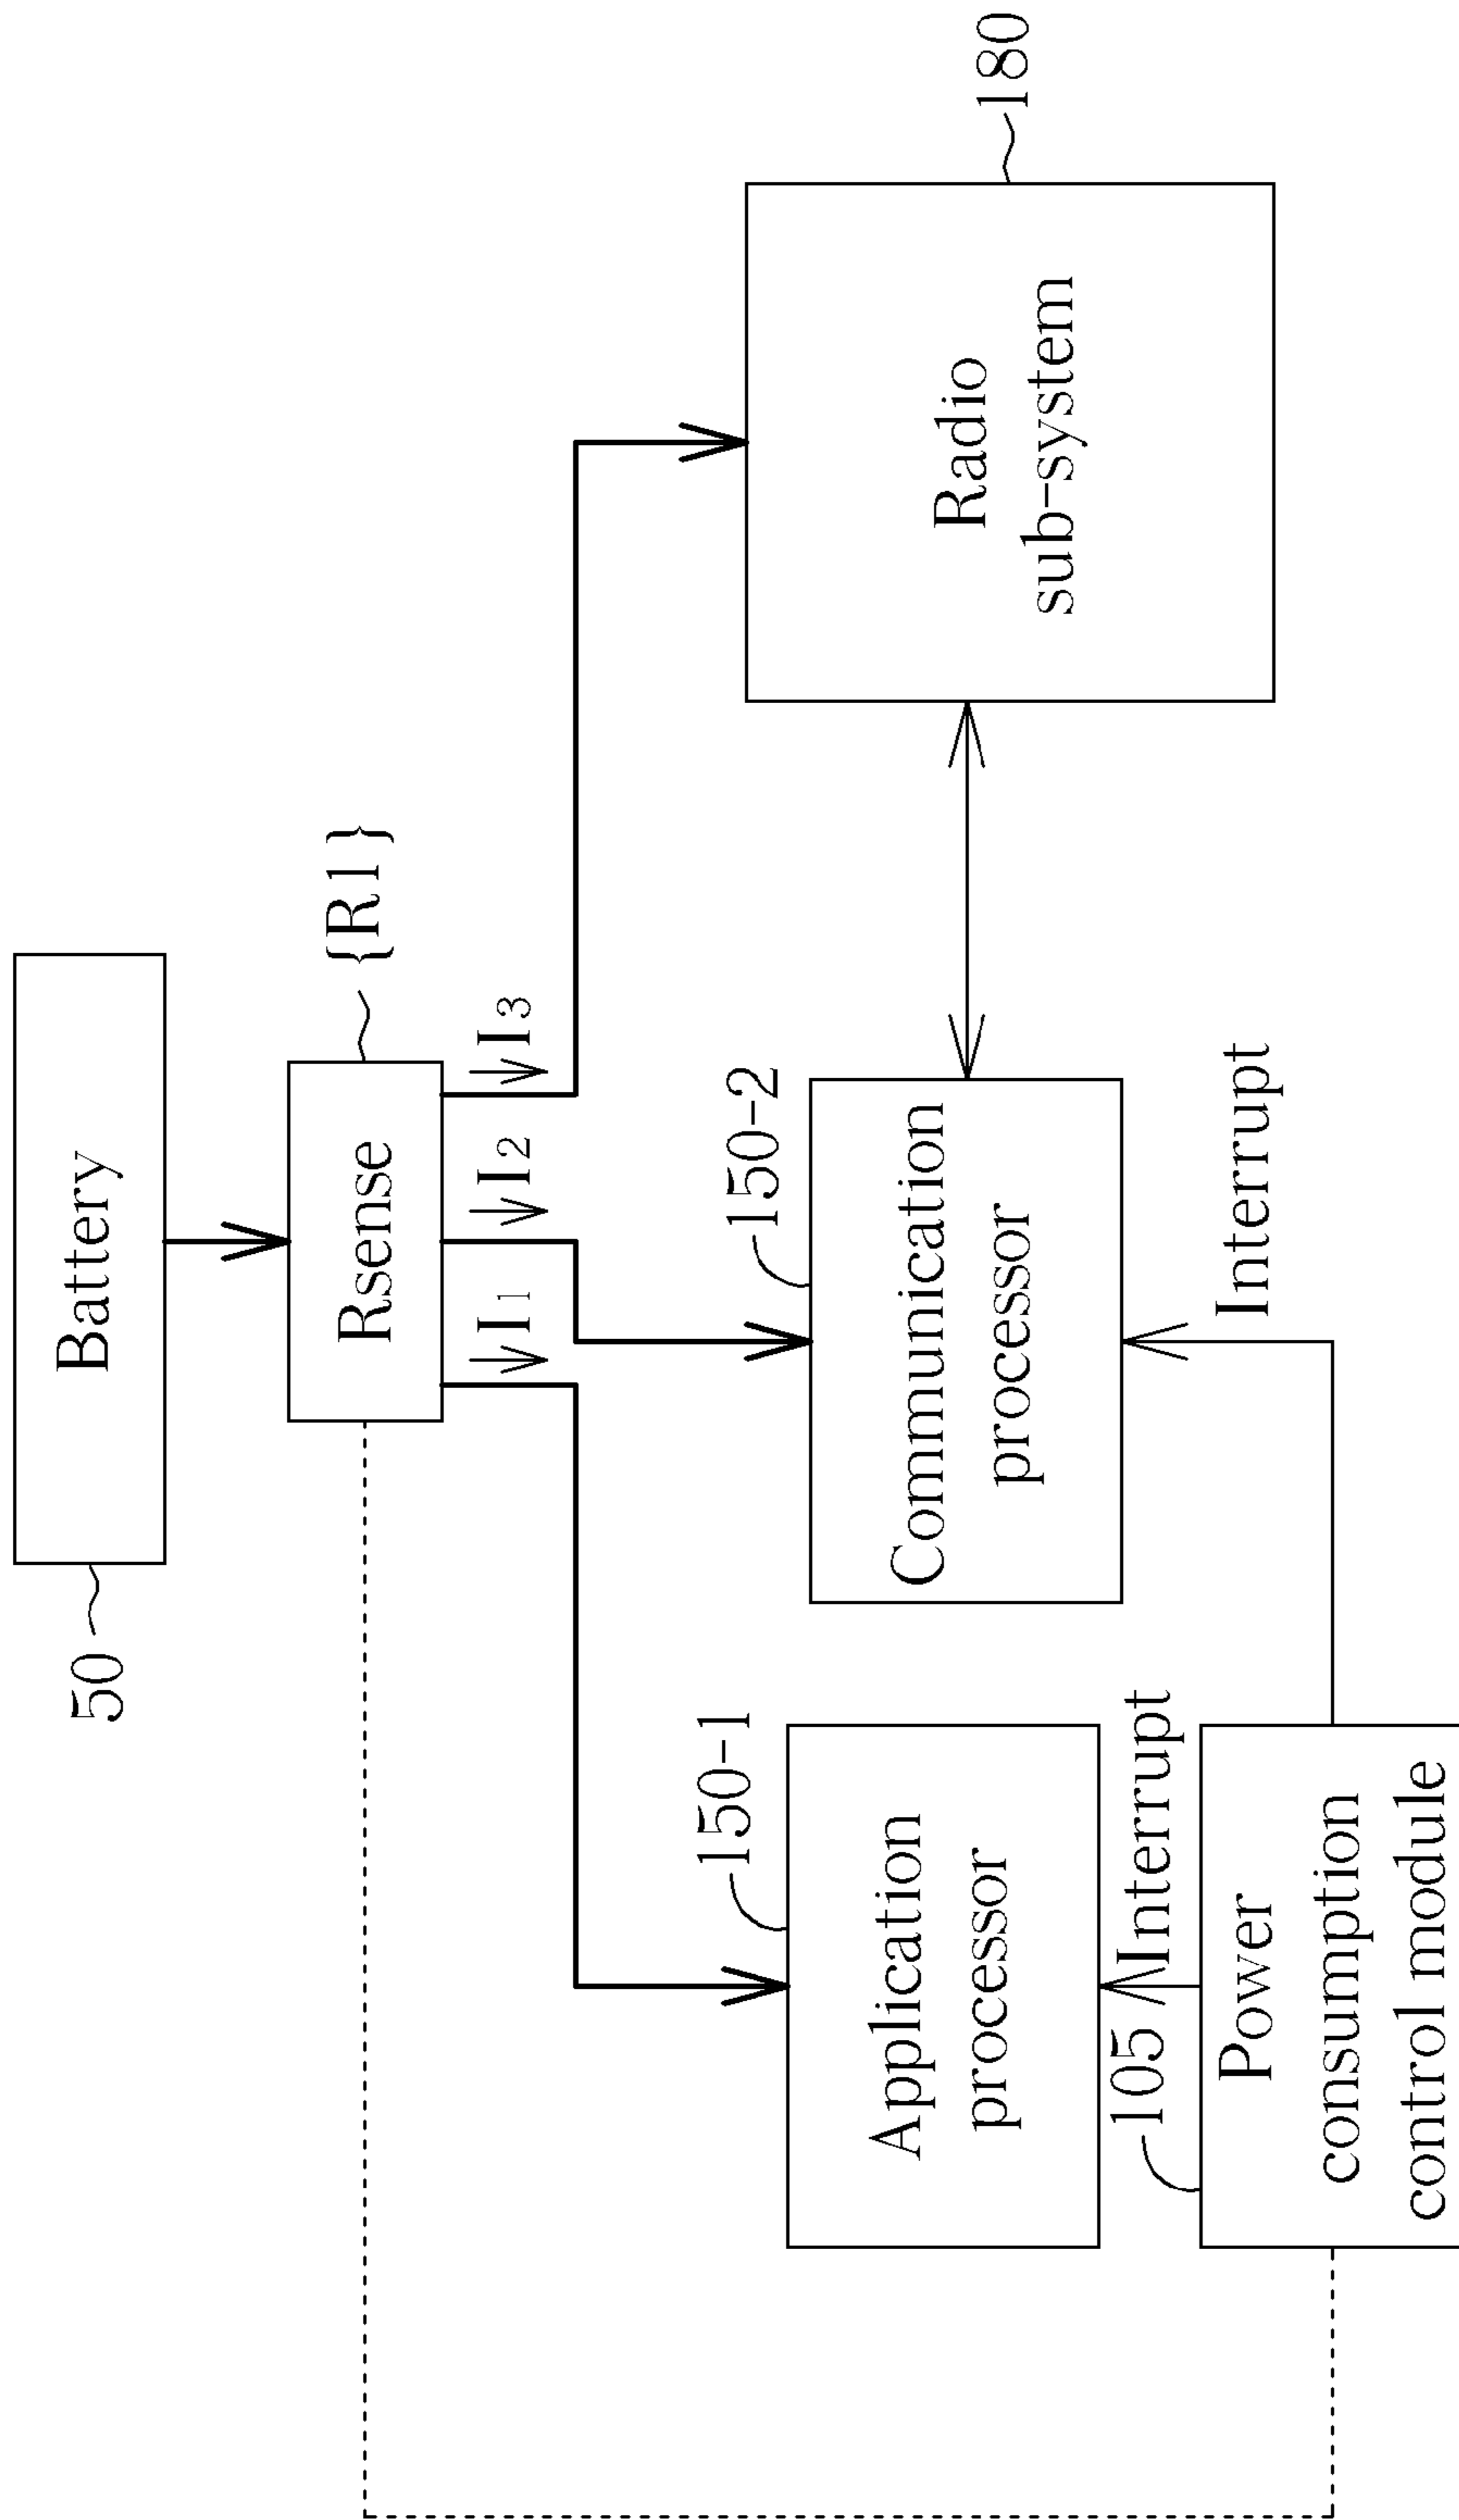 50
Battery
Rsense
{R1}
I1
I2
I3
150-1
150-2
Application
processor
Communication
processor
Radio
sub-system
180
105
Interrupt
Interrupt
Power
consumption
control module